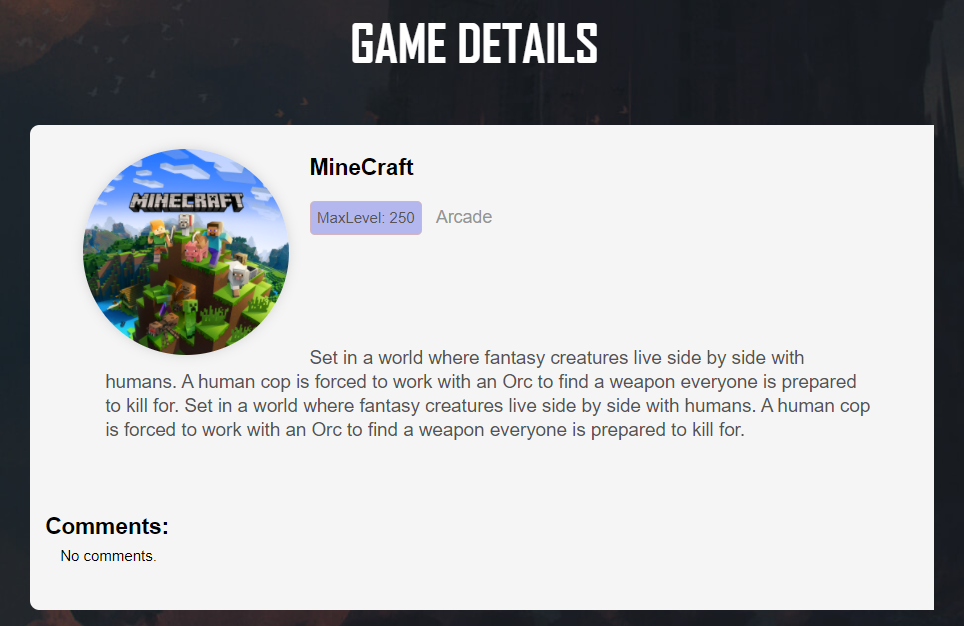 GAME DETAILS
MINECRAFT
MineCraft
MaxLevel: 250 Arcade
Set in a world where fantasy creatures live side by side with
humans. A human cop is forced to work with an Orc to find a weapon everyone is prepared
to kill for. Set in a world where fantasy creatures live side by side with humans. A human cop
is forced to work with an Orc to find a weapon everyone is prepared to kill for.
Comments:
No comments.